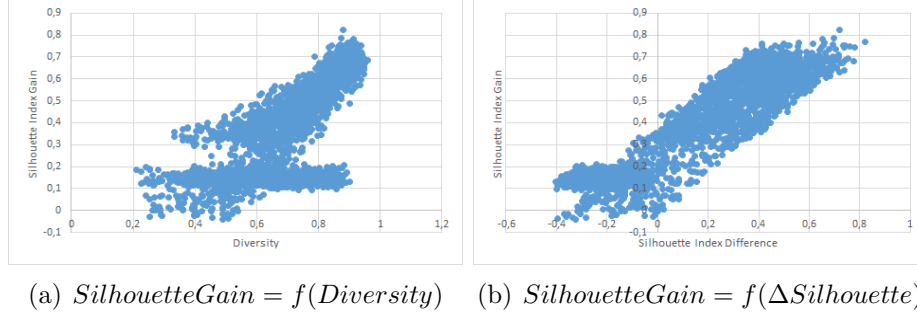 0,9
0,8
0,7
0,6
0,5
0,4
0,3
0,2
0,1
0
-0,1
0 0,2 0,4 0,6 0,8 1 1,2
Silhouette Index Gain
Diversity
0,9
0,8
0,7
0,6
0,5
0,4
0,3
0,2
0,1
0
-0,1
-0,6 -0,4 -0,2 0 0,2 0,4 0,6 0,8 1
Silhouette Index Gain
Silhouette Index Difference
(a) SilhouetteGain = f(Diversity)
(b) SilhouetteGain = f(ΔSilhouette)